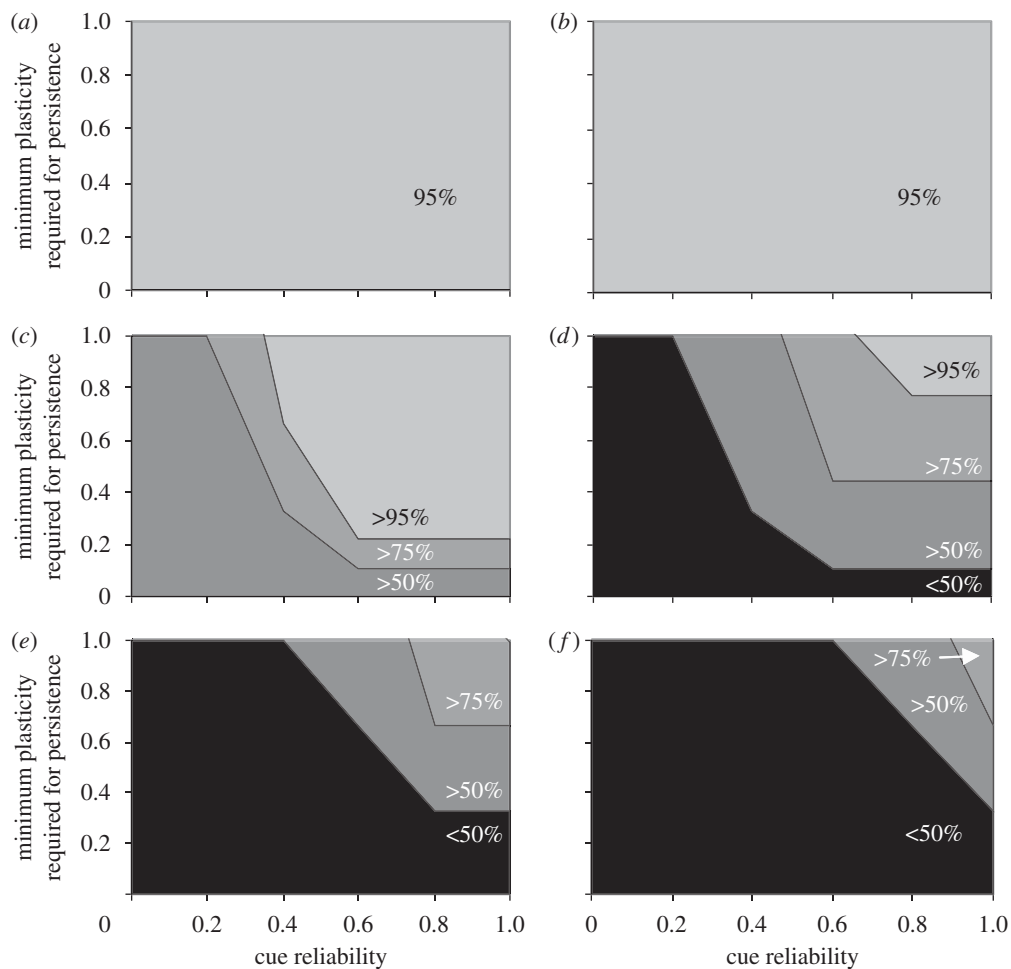 (a)
minimum plasticity
required for persistence
1.0
0.8
0.6
0.4
0.2
0
95%
(b)
95%
(c)
minimum plasticity
required for persistence
1.0
0.8
0.6
0.4
0.2
0
>95%
>75%
>50%
(d)
>95%
>75%
>50%
<50%
(e)
minimum plasticity
required for persistence
1.0
0.8
0.6
0.4
0.2
0
>75%
>50%
<50%
0.2 0.4 0.6 0.8 1.0
cue reliability
(f)
>75%
>50%
<50%
0 0.2 0.4 0.6 0.8 1.0
cue reliability